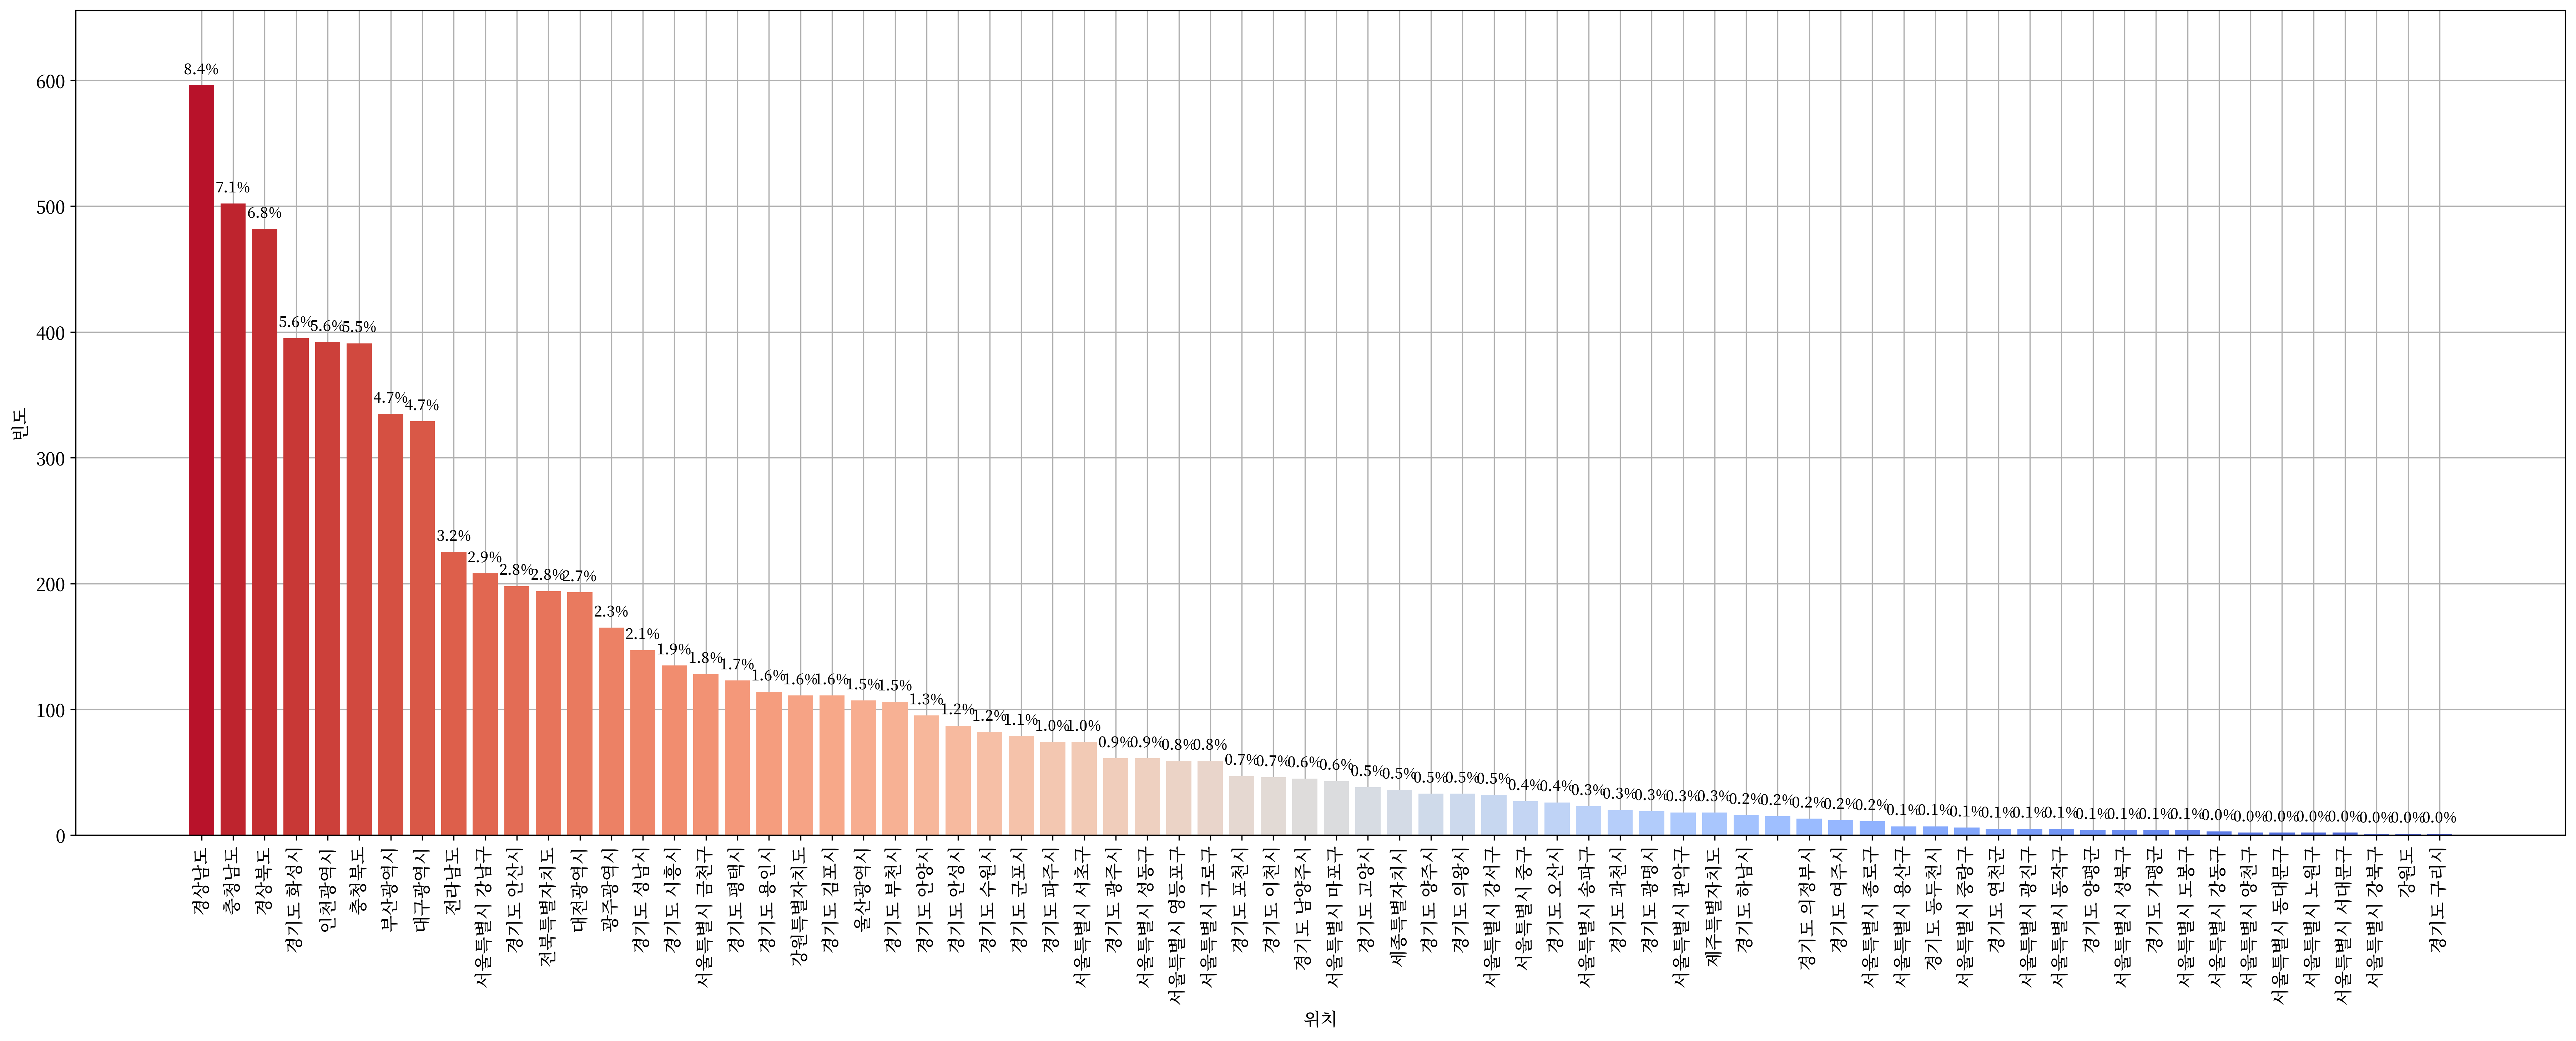 8.4%
7.1%
6.8%
5.6%
5.6%
5.5%
4.7%
4.7%
3.2%
2.9%
2.8%
2.8%
2.7%
2.3%
2.1%
1.9%
1.8%
1.7%
1.6%
1.6%
1.6%
1.5%
1.5%
1.3%
1.2%
1.2%
1.1%
1.0%
1.0%
0.9%
0.9%
0.8%
0.8%
0.7%
0.7%
0.6%
0.6%
0.5%
0.5%
0.5%
0.5%
0.5%
0.4%
0.4%
0.3%
0.3%
0.3%
0.3%
0.3%
0.2%
0.2%
0.2%
0.2%
0.2%
0.1%
0.1%
0.1%
0.1%
0.1%
0.1%
0.1%
0.1%
0.1%
0.1%
0.0%
0.0%
0.0%
0.0%
0.0%
0.0%
0.0%
0.0%
600
500
400
300
200
100
0
빈도
경상남도
충청남도
경상북도
경기도 화성시
인천광역시
충청북도
부산광역시
대구광역시
전라남도
서울특별시 강남구
경기도 안산시
전북특별자치도
대전광역시
광주광역시
경기도 성남시
경기도 시흥시
서울특별시 금천구
경기도 평택시
경기도 용인시
강원특별자치도
경기도 김포시
울산광역시
경기도 부천시
경기도 안양시
경기도 안성시
경기도 수원시
경기도 군포시
경기도 파주시
서울특별시 서초구
경기도 광주시
서울특별시 성동구
서울특별시 영등포구
서울특별시 구로구
경기도 포천시
경기도 이천시
경기도 남양주시
서울특별시 마포구
경기도 고양시
세종특별자치시
경기도 양주시
경기도 의왕시
서울특별시 강서구
서울특별시 중구
경기도 오산시
서울특별시 송파구
경기도 과천시
경기도 광명시
서울특별시 관악구
제주특별자치도
경기도 하남시
경기도 의정부시
경기도 여주시
서울특별시 종로구
서울특별시 용산구
경기도 동두천시
서울특별시 중랑구
경기도 연천군
서울특별시 광진구
서울특별시 동작구
경기도 양평군
서울특별시 성북구
경기도 가평군
서울특별시 도봉구
서울특별시 강동구
서울특별시 양천구
서울특별시 동대문구
서울특별시 노원구
서울특별시 서대문구
서울특별시 강북구
강원도
경기도 구리시
위치